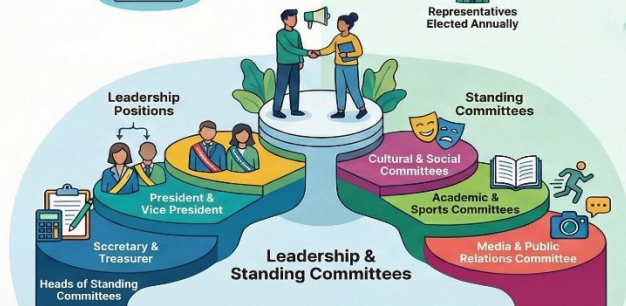 Representatives
Elected Annually
Leadership
Positions
Standing
Committees
Cultural & Social
Committees
President &
Vice President
Academic &
Sports Committees
Sccretary &
Treasurer
Media & Public
Relations Committee
Leadership &
Standing Committees
Heads of Standing
Committees